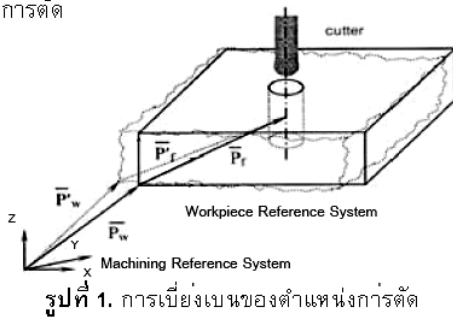 การตัด
cutter
P̅'f
P̅f
P̅'w
P̅w
Workpiece Reference System
Z
Y
X
Machining Reference System
รูปที่ 1. การเบี่ยงเบนของตำแหน่งการตัด